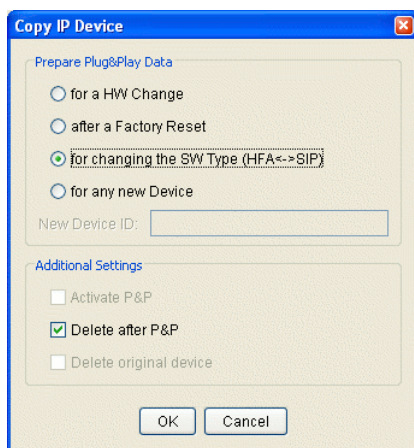 Copy IP Device
Prepare Plug&Play Data
for a HW Change
after a Factory Reset
for changing the SW Type (HFA<->SIP)
for any new Device
New Device ID:
Additional Settings
Activate P&P
Delete after P&P
Delete original device
OK Cancel